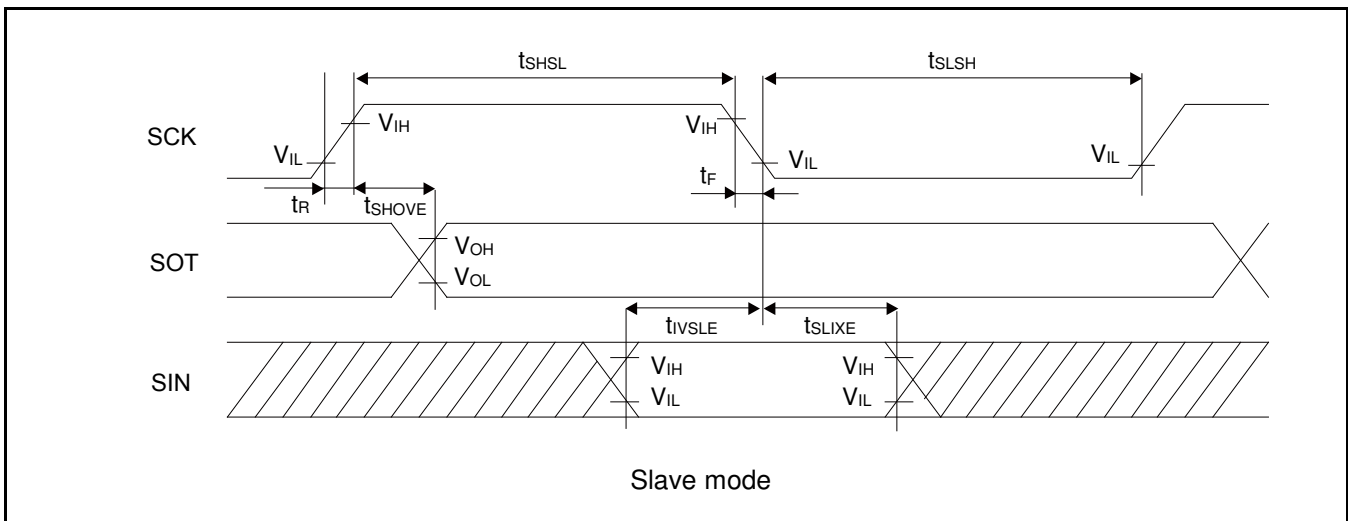 tSHSL
tSLSH
SCK
VIH
VIH
VIL
VIL
VIL
tR
tSHOVE
tF
SOT
VOH
VOL
tIVSLE
tSLIXE
SIN
VIH
VIH
VIL
VIL
Slave mode